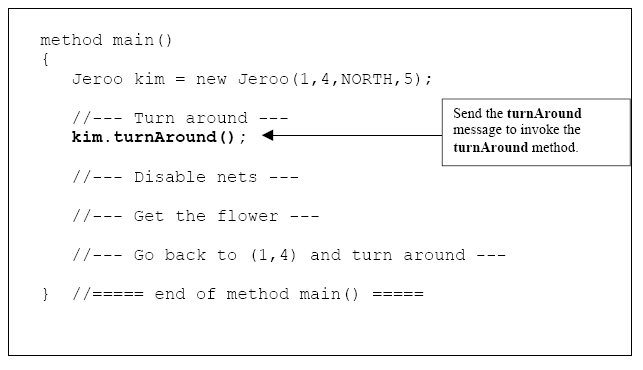 method main()
{
Jeroo kim = new Jeroo(1,4,NORTH,5);
//--- Turn around ---
kim.turnAround();
Send the turnAround
message to invoke the
turnAround method.
//--- Disable nets ---
//--- Get the flower ---
//--- Go back to (1,4) and turn around ---
} //===== end of method main() =====